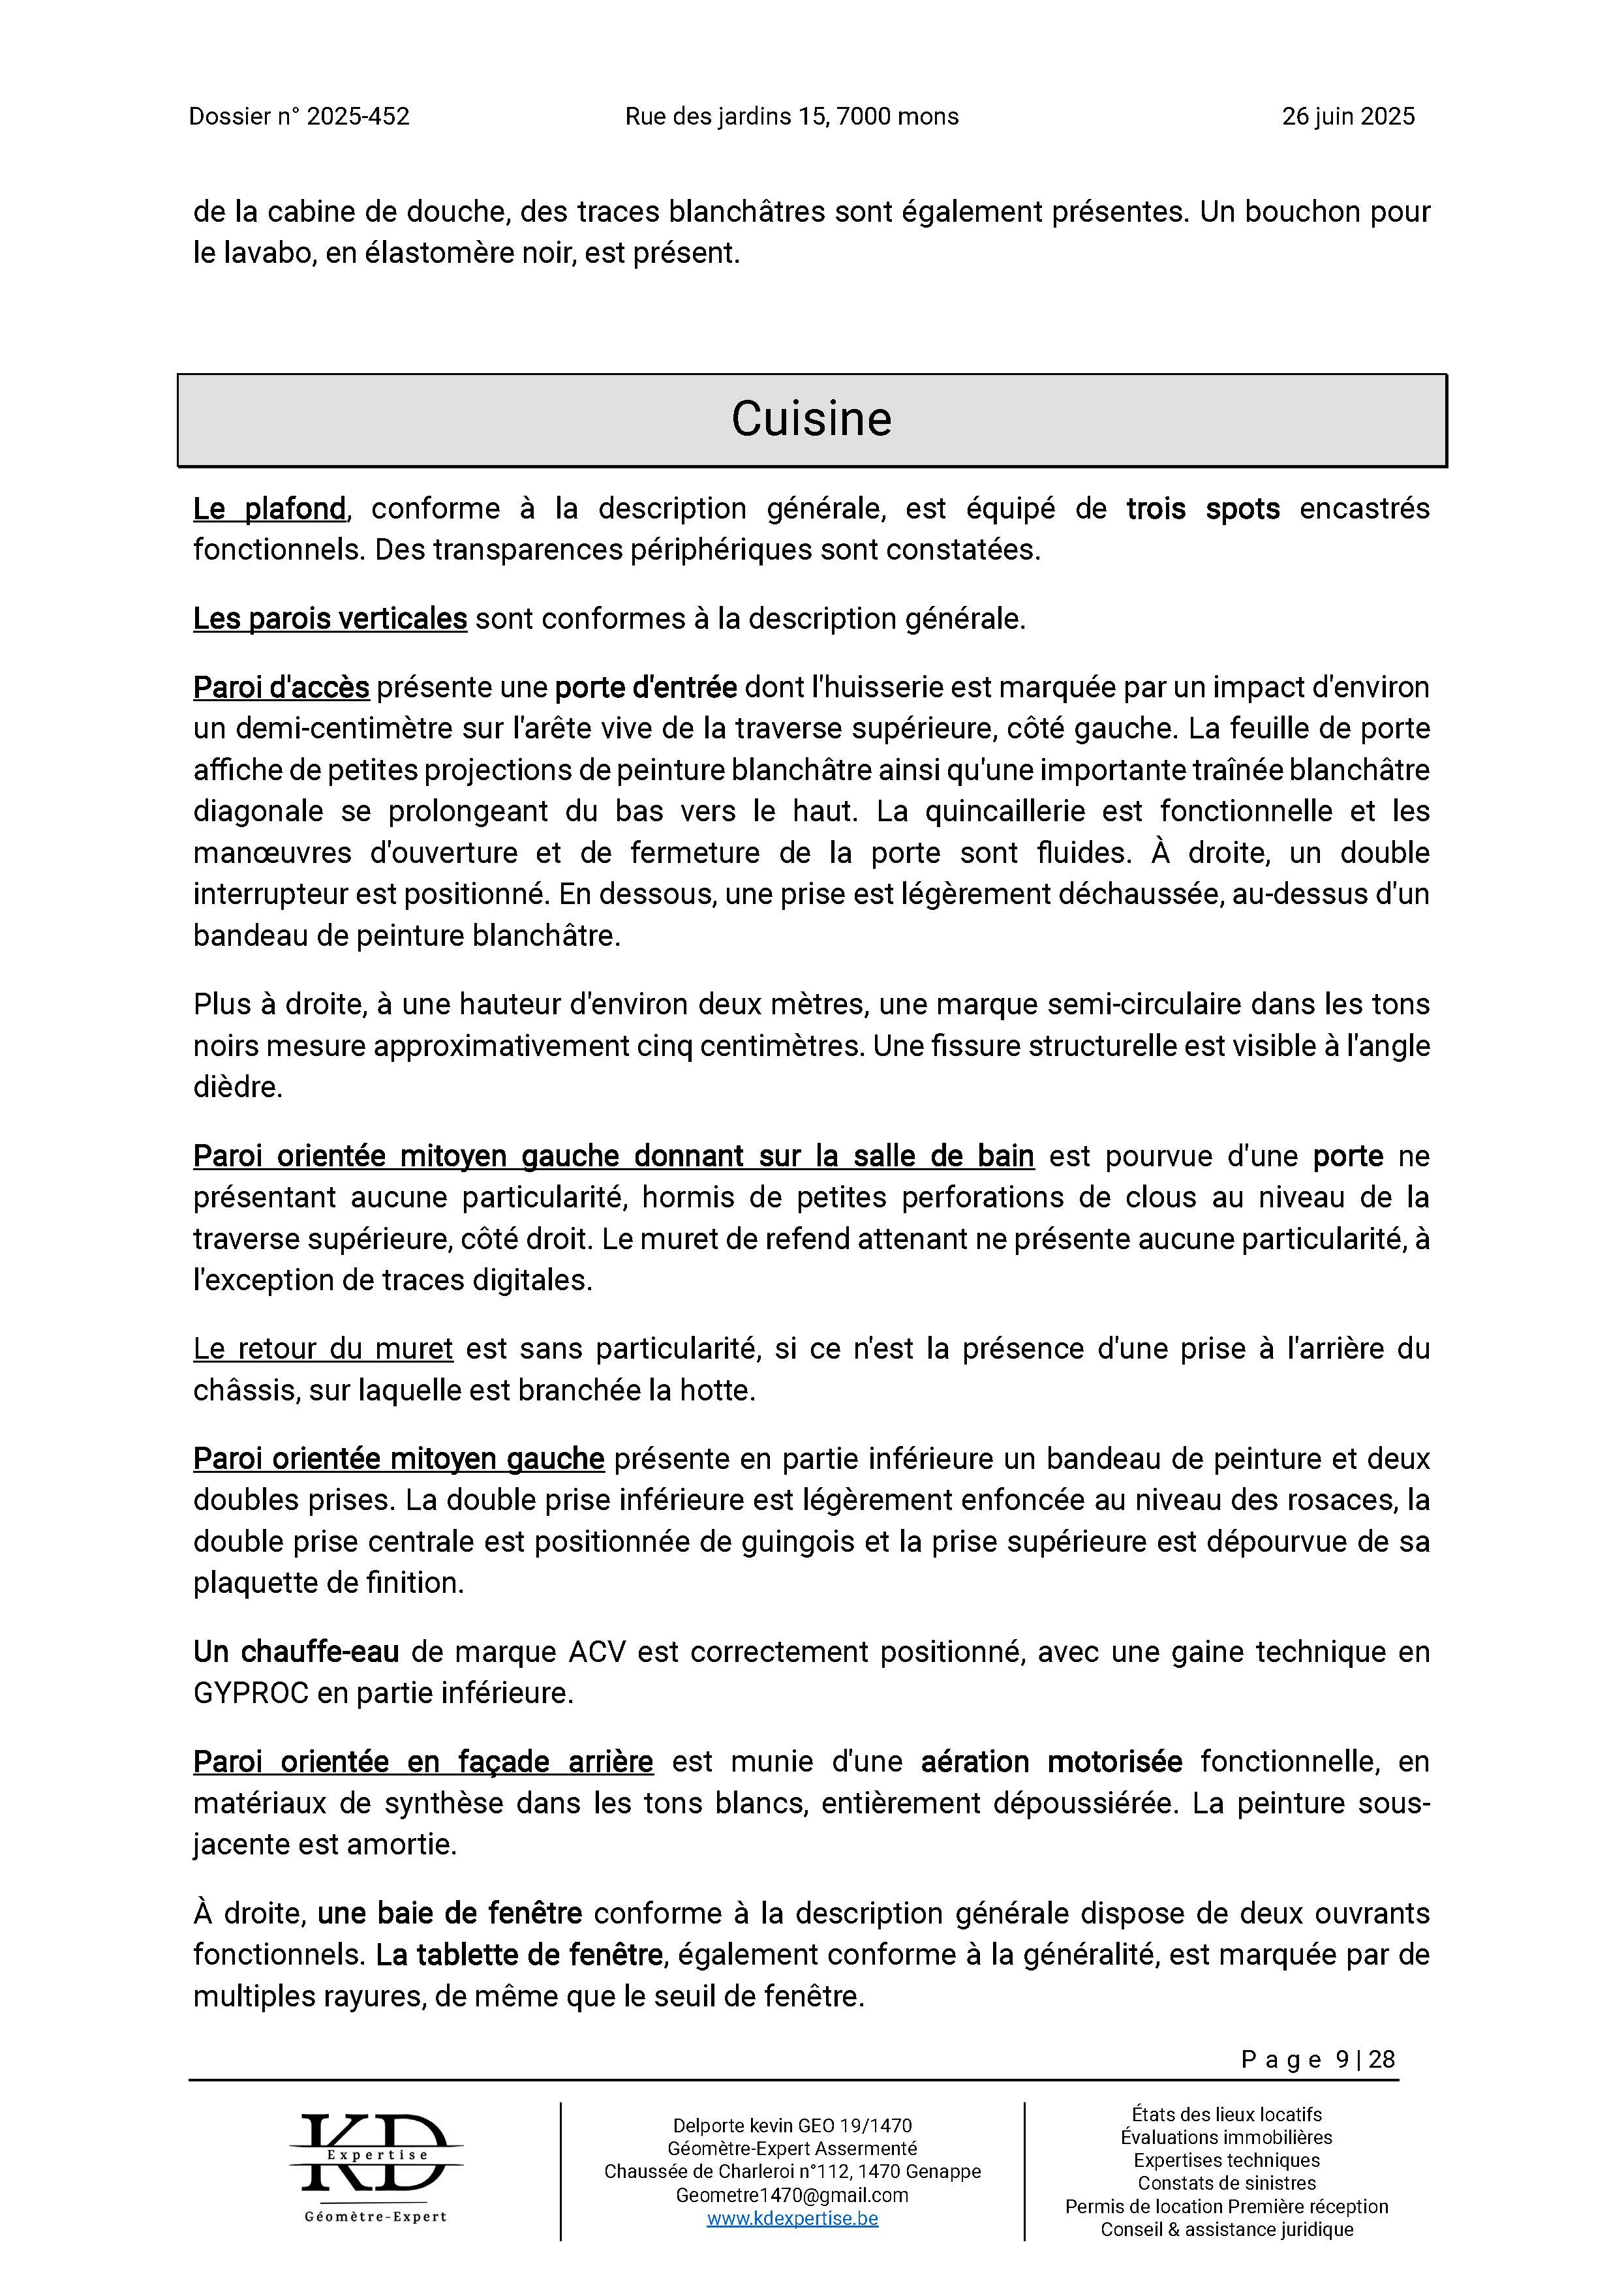 Dossier n° 2025-452 Rue des jardins 15, 7000 mons 26 juin 2025
de la cabine de douche, des traces blanchâtres sont également présentes. Un bouchon pour
le lavabo, en élastomère noir, est présent.
Cuisine
Le plafond, conforme à la description générale, est équipé de trois spots encastrés
fonctionnels. Des transparences périphériques sont constatées.
Les parois verticales sont conformes à la description générale.
Paroi d'accès présente une porte d'entrée dont l'huisserie est marquée par un impact d'environ
un demi-centimètre sur l'arête vive de la traverse supérieure, côté gauche. La feuille de porte
affiche de petites projections de peinture blanchâtre ainsi qu'une importante traînée blanchâtre
diagonale se prolongeant du bas vers le haut. La quincaillerie est fonctionnelle et les
manœuvres d'ouverture et de fermeture de la porte sont fluides. À droite, un double
interrupteur est positionné. En dessous, une prise est légèrement déchaussée, au-dessus d'un
bandeau de peinture blanchâtre.
Plus à droite, à une hauteur d'environ deux mètres, une marque semi-circulaire dans les tons
noirs mesure approximativement cinq centimètres. Une fissure structurelle est visible à l'angle
dièdre.
Paroi orientée mitoyen gauche donnant sur la salle de bain est pourvue d'une porte ne
présentant aucune particularité, hormis de petites perforations de clous au niveau de la
traverse supérieure, côté droit. Le muret de refend attenant ne présente aucune particularité, à
l'exception de traces digitales.
Le retour du muret est sans particularité, si ce n'est la présence d'une prise à l'arrière du
châssis, sur laquelle est branchée la hotte.
Paroi orientée mitoyen gauche présente en partie inférieure un bandeau de peinture et deux
doubles prises. La double prise inférieure est légèrement enfoncée au niveau des rosaces, la
double prise centrale est positionnée de guingois et la prise supérieure est dépourvue de sa
plaquette de finition.
Un chauffe-eau de marque ACV est correctement positionné, avec une gaine technique en
GYPROC en partie inférieure.
Paroi orientée en façade arrière est munie d'une aération motorisée fonctionnelle, en
matériaux de synthèse dans les tons blancs, entièrement dépoussiérée. La peinture sous-
jacente est amortie.
À droite, une baie de fenêtre conforme à la description générale dispose de deux ouvrants
fonctionnels. La tablette de fenêtre, également conforme à la généralité, est marquée par de
multiples rayures, de même que le seuil de fenêtre.
Page 9 | 28
KD
Expertise
Géomètre-Expert
Delporte kevin GEO 19/1470
Géomètre-Expert Assermenté
Chaussée de Charleroi n°112, 1470 Genappe
Geometre1470@gmail.com
www.kdexpertise.be
États des lieux locatifs
Évaluations immobilières
Expertises techniques
Constats de sinistres
Permis de location Première réception
Conseil & assistance juridique